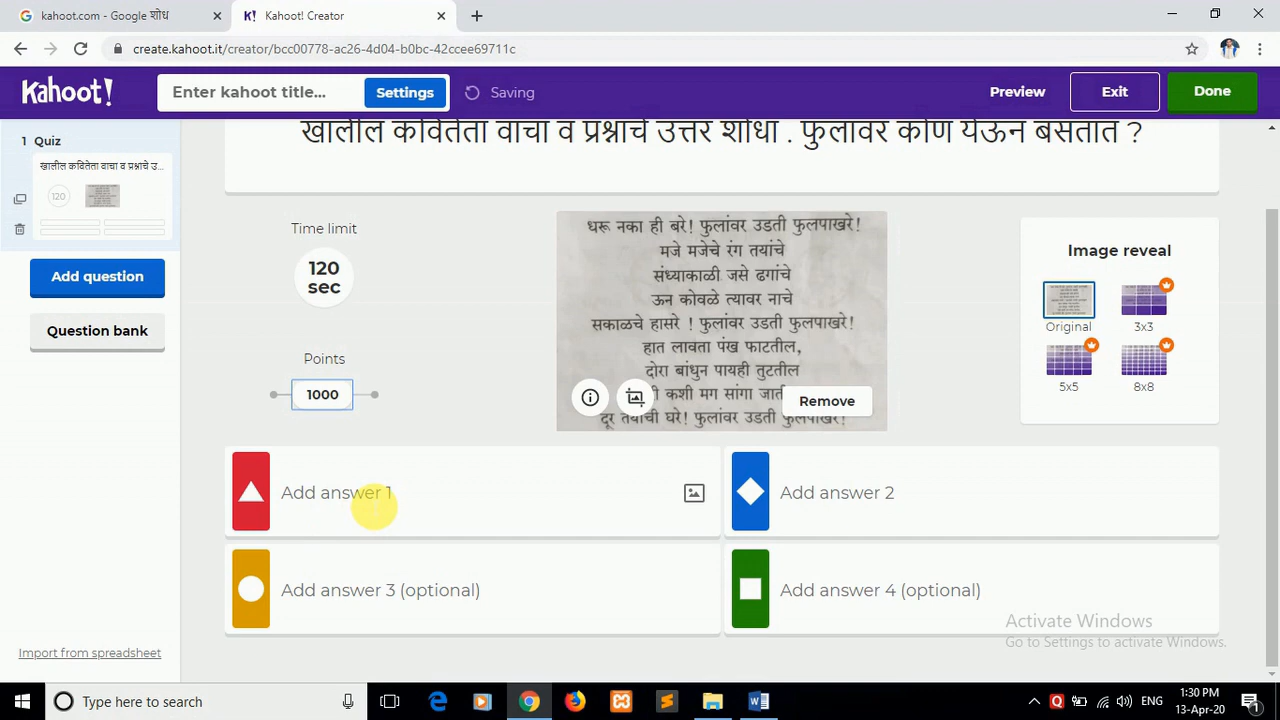 kahoot.com - Google शोध
K! Kahoot! Creator
create.kahoot.it/creator/bcc00778-ac26-4d04-b0bc-42ccee69711c
Kahoot!
Enter kahoot title...
Settings
Saving
Preview
Exit
Done
1 Quiz
खालील कवितेता वाचा व प्रश्नाचे उ...
120
Add question
Question bank
Import from spreadsheet
खालील कवितेता वाचा व प्रश्नाचे उत्तर शोधा . फुलांवर कोण येऊन बसतात ?
Time limit
120
sec
Points
1000
धरू नका ही बरे! फुलांवर उडती फुलपाखरे!
मजे मजेचे रंग तयांचे
संध्याकाळी जसे ढगांचे
ऊन कोवळे त्यावर नाचे
सकाळचे हासरे ! फुलांवर उडती फुलपाखरे!
हात लावता पंख फाटतील,
दोरा बांधुन पायही तुटतील
कशी मग सांगा
दूर तयांची घरे! फुलांवर उडती फुलपाखरे!
Remove
Image reveal
Original
3x3
5x5
8x8
Add answer 1
Add answer 2
Add answer 3 (optional)
Add answer 4 (optional)
Activate Windows
Go to Settings to activate Windows.
Type here to search
ENG
1:30 PM
13-Apr-20
1